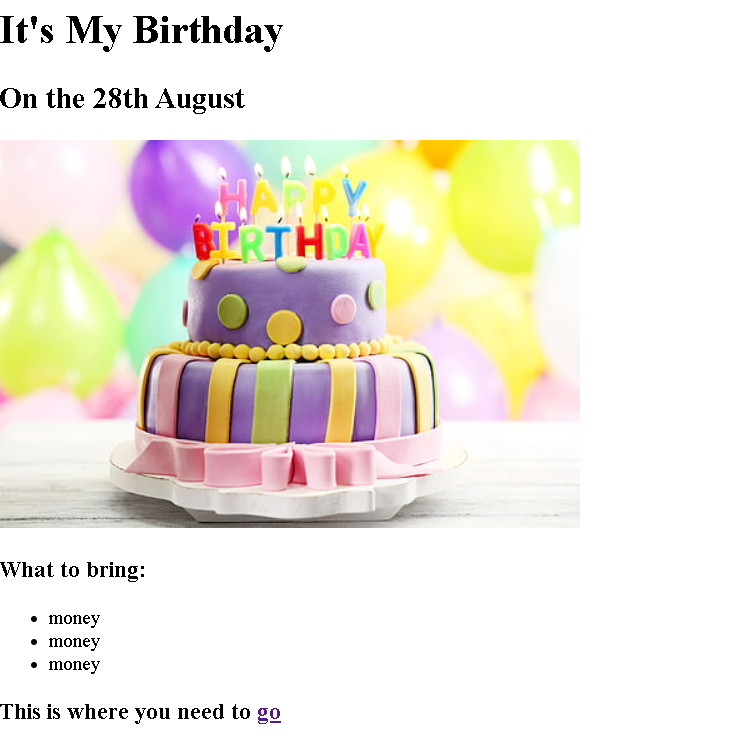 It's My Birthday
On the 28th August
HAPPY
BIRTHDAY
What to bring:
money
money
money
This is where you need to go